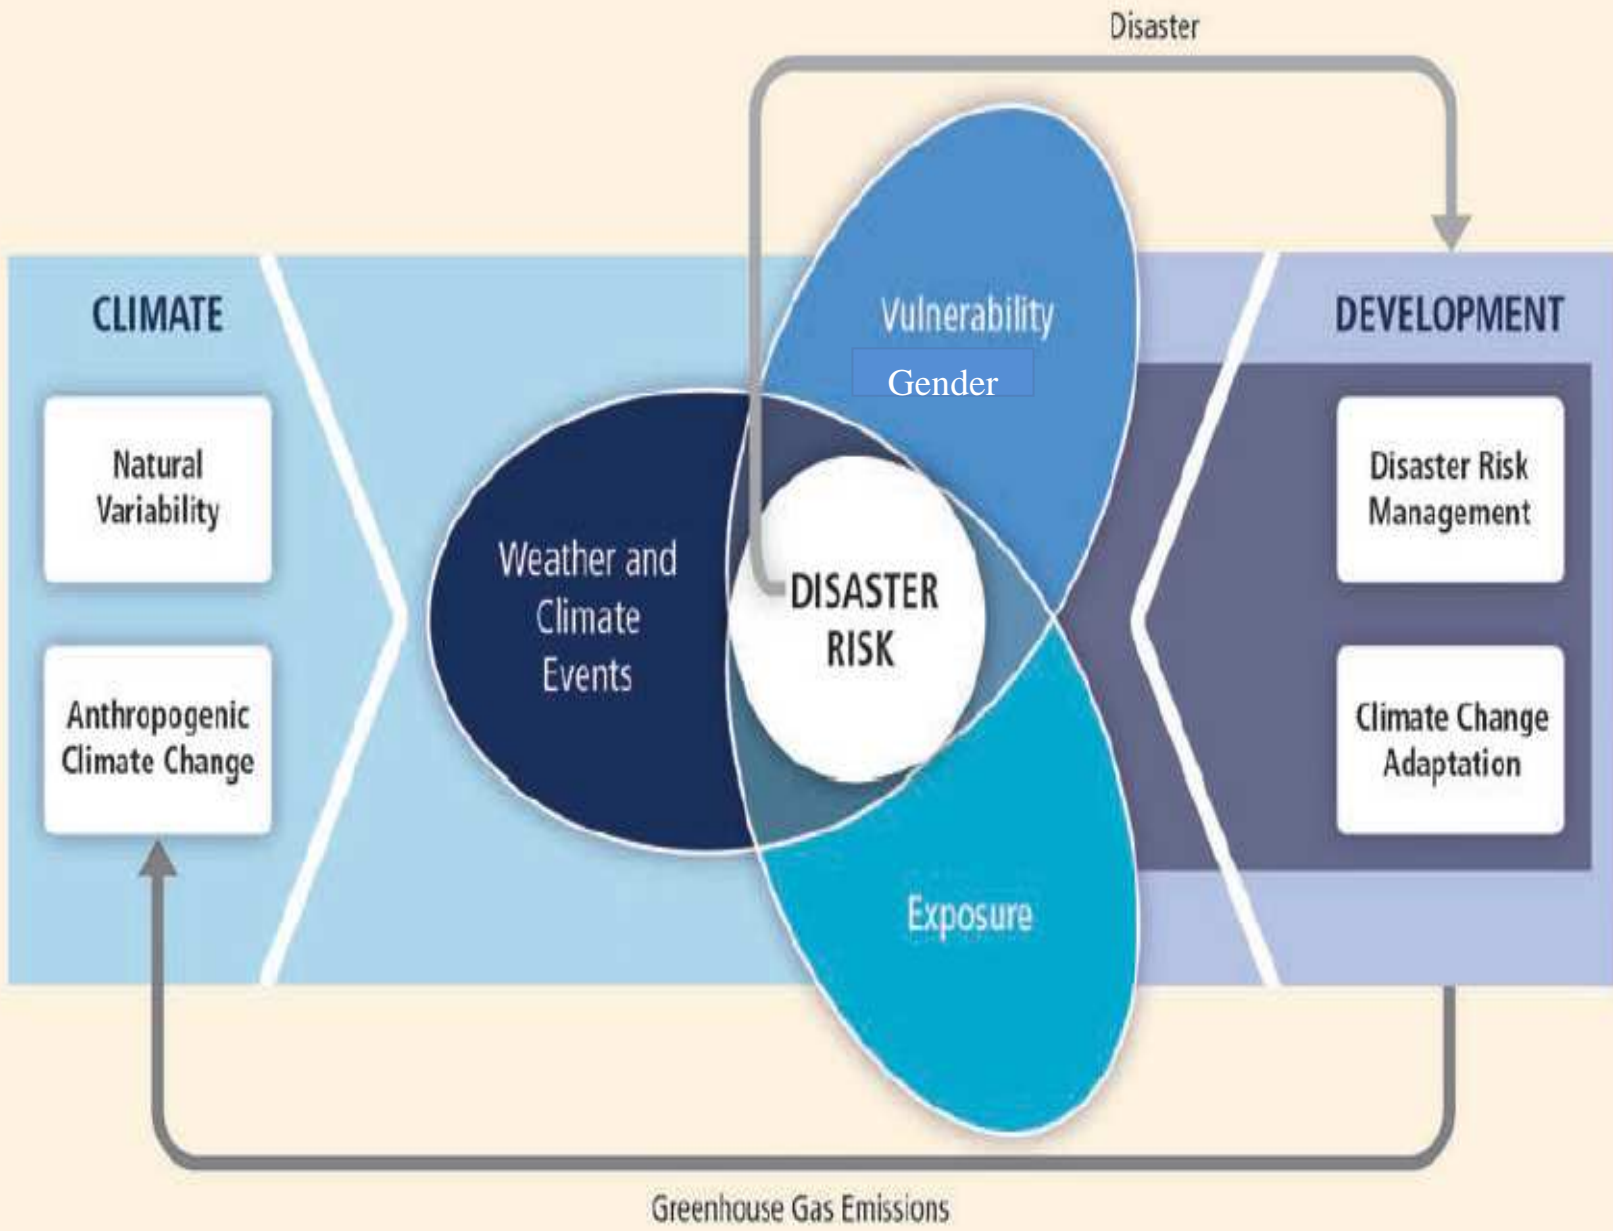 Disaster
CLIMATE
Natural
Variability
Anthropogenic
Climate Change
Weather and
Climate
Events
Vulnerability
Gender
DISASTER
RISK
Exposure
DEVELOPMENT
Disaster Risk
Management
Climate Change
Adaptation
Greenhouse Gas Emissions